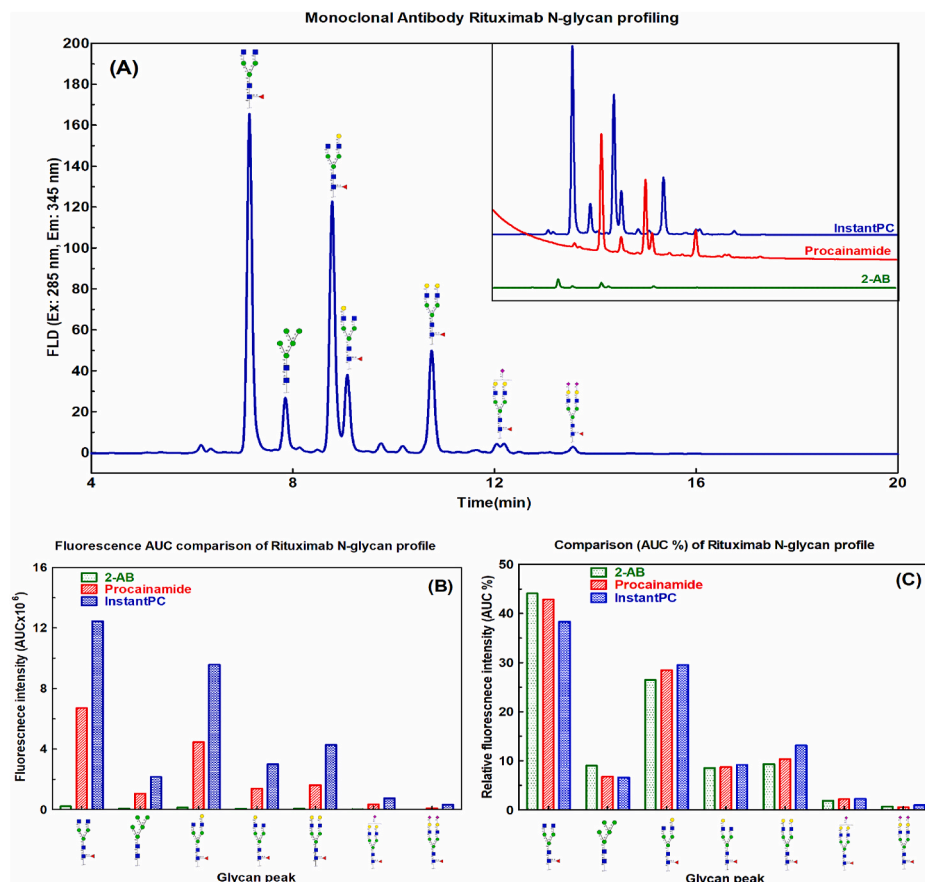 Monoclonal Antibody Rituximab N-glycan profiling
(A)
FLD (Ex: 285 nm, Em: 345 nm)
200
180
160
140
120
100
80
60
40
20
0
4
8
12
16
20
Time(min)
InstantPC
Procainamide
2-AB
Fluorescence AUC comparison of Rituximab N-glycan profile
(B)
2-AB
Procainamide
InstantPC
Fluorescnece intensity (AUCx10⁶)
16
12
8
4
0
Glycan peak
Comparison (AUC %) of Rituximab N-glycan profile
(C)
2-AB
Procainamide
InstantPC
Relative fluorescnece intensity (AUC %)
50
40
30
20
10
0
Glycan peak